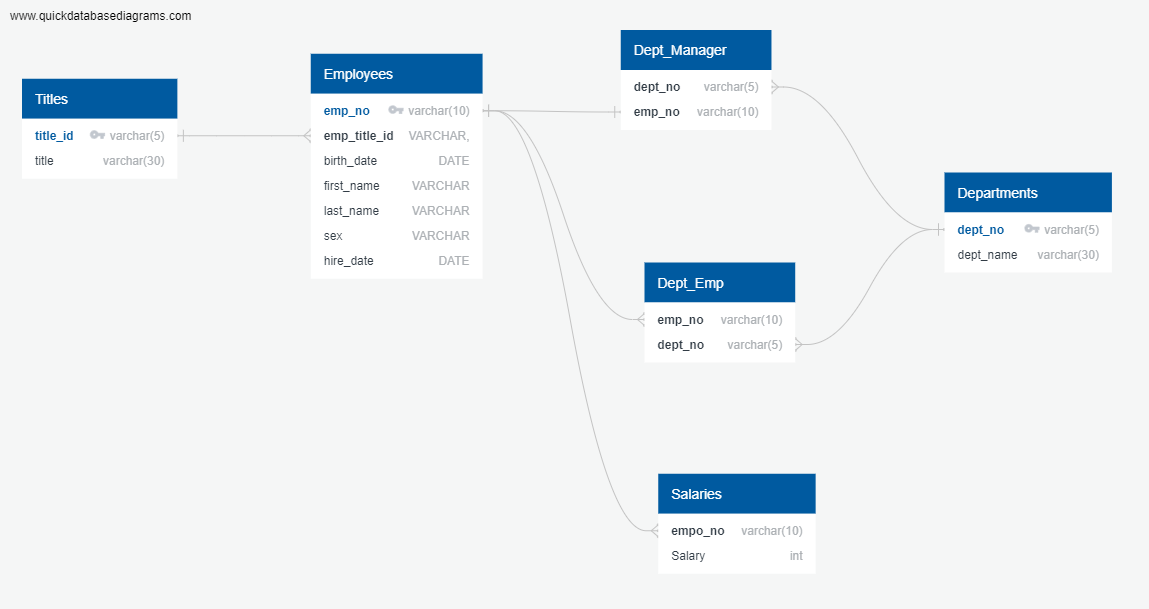 www.quickdatabasediagrams.com
Titles
title_id varchar(5)
title varchar(30)
Employees
emp_no varchar(10)
emp_title_id VARCHAR,
birth_date DATE
first_name VARCHAR
last_name VARCHAR
sex VARCHAR
hire_date DATE
Dept_Manager
dept_no varchar(5)
emp_no varchar(10)
Dept_Emp
emp_no varchar(10)
dept_no varchar(5)
Salaries
empo_no varchar(10)
Salary int
Departments
dept_no varchar(5)
dept_name varchar(30)